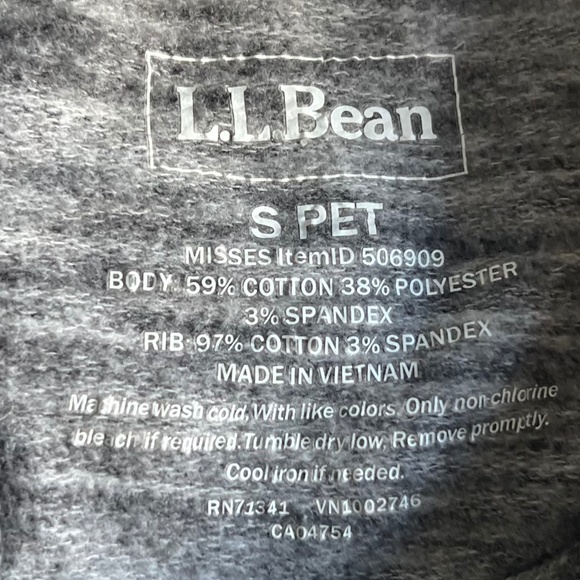 L.L.Bean
S PET
MISSES ItemID 506909
BODY: 59% COTTON 38% POLYESTER
3% SPANDEX
RIB: 97% COTTON 3% SPANDEX
MADE IN VIETNAM
Machine wash cold, With like colors. Only non-chlorine
bleach if required. Tumble dry low. Remove promptly.
Cool iron if needed.
RN71341 VN1002746
CA04754